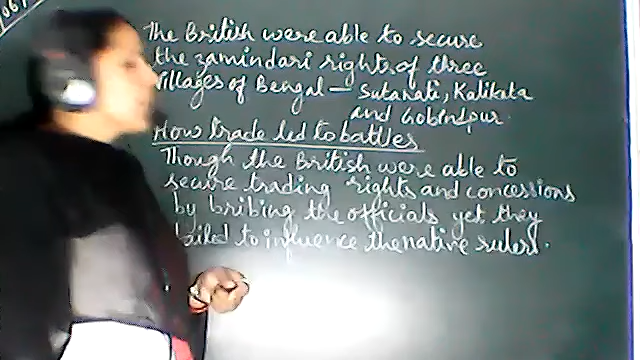 The British were able to secure
the zamindari rights of three
villages of Bengal - Sutanati, Kalikata
and Gobindpur.
How trade led to battles
Though the British were able to
secure trading rights and concessions
by bribing the officials yet they
failed to influence the native rulers.